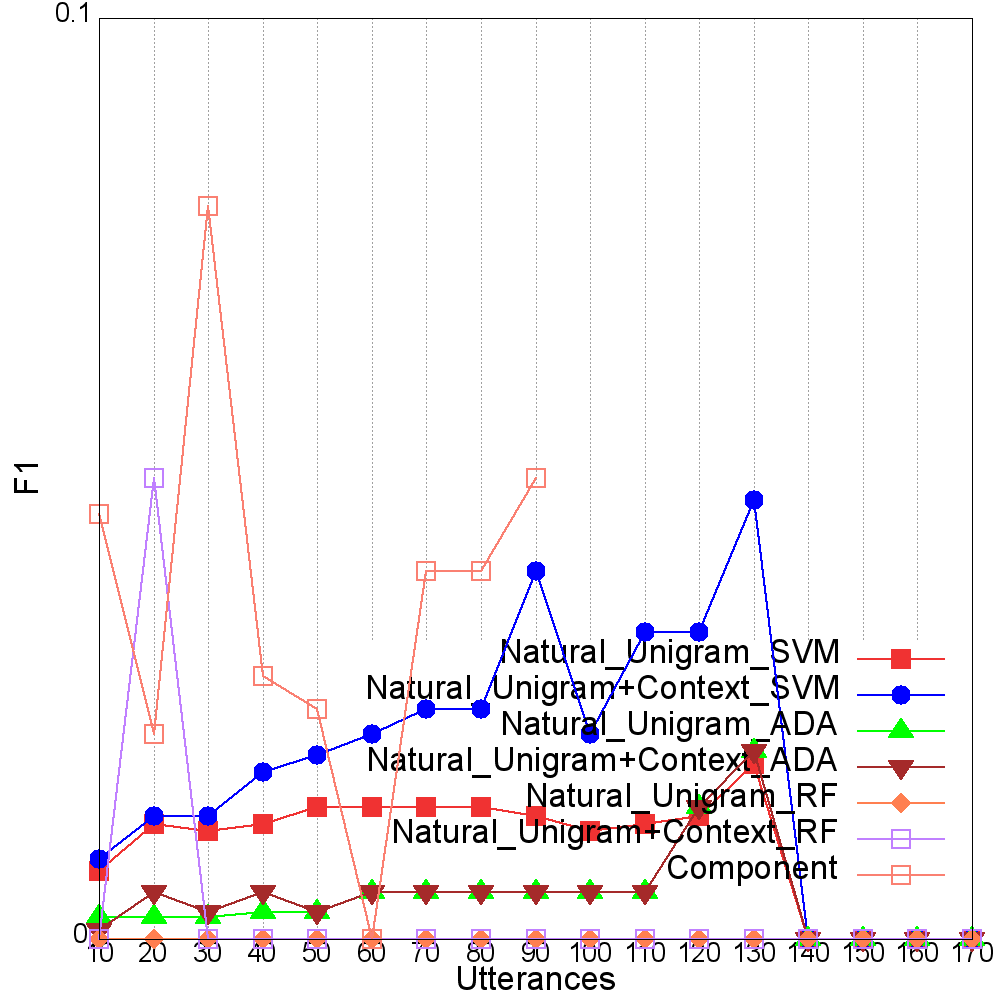 0.1
F1
Natural_Unigram_SVM
Natural_Unigram+Context_SVM
Natural_Unigram_ADA
Natural_Unigram+Context_ADA
Natural_Unigram_RF
Natural_Unigram+Context_RF
Component
0
10 20 30 40 50 60 70 80 90 100 110 120 130 140 150 160 170
Utterances